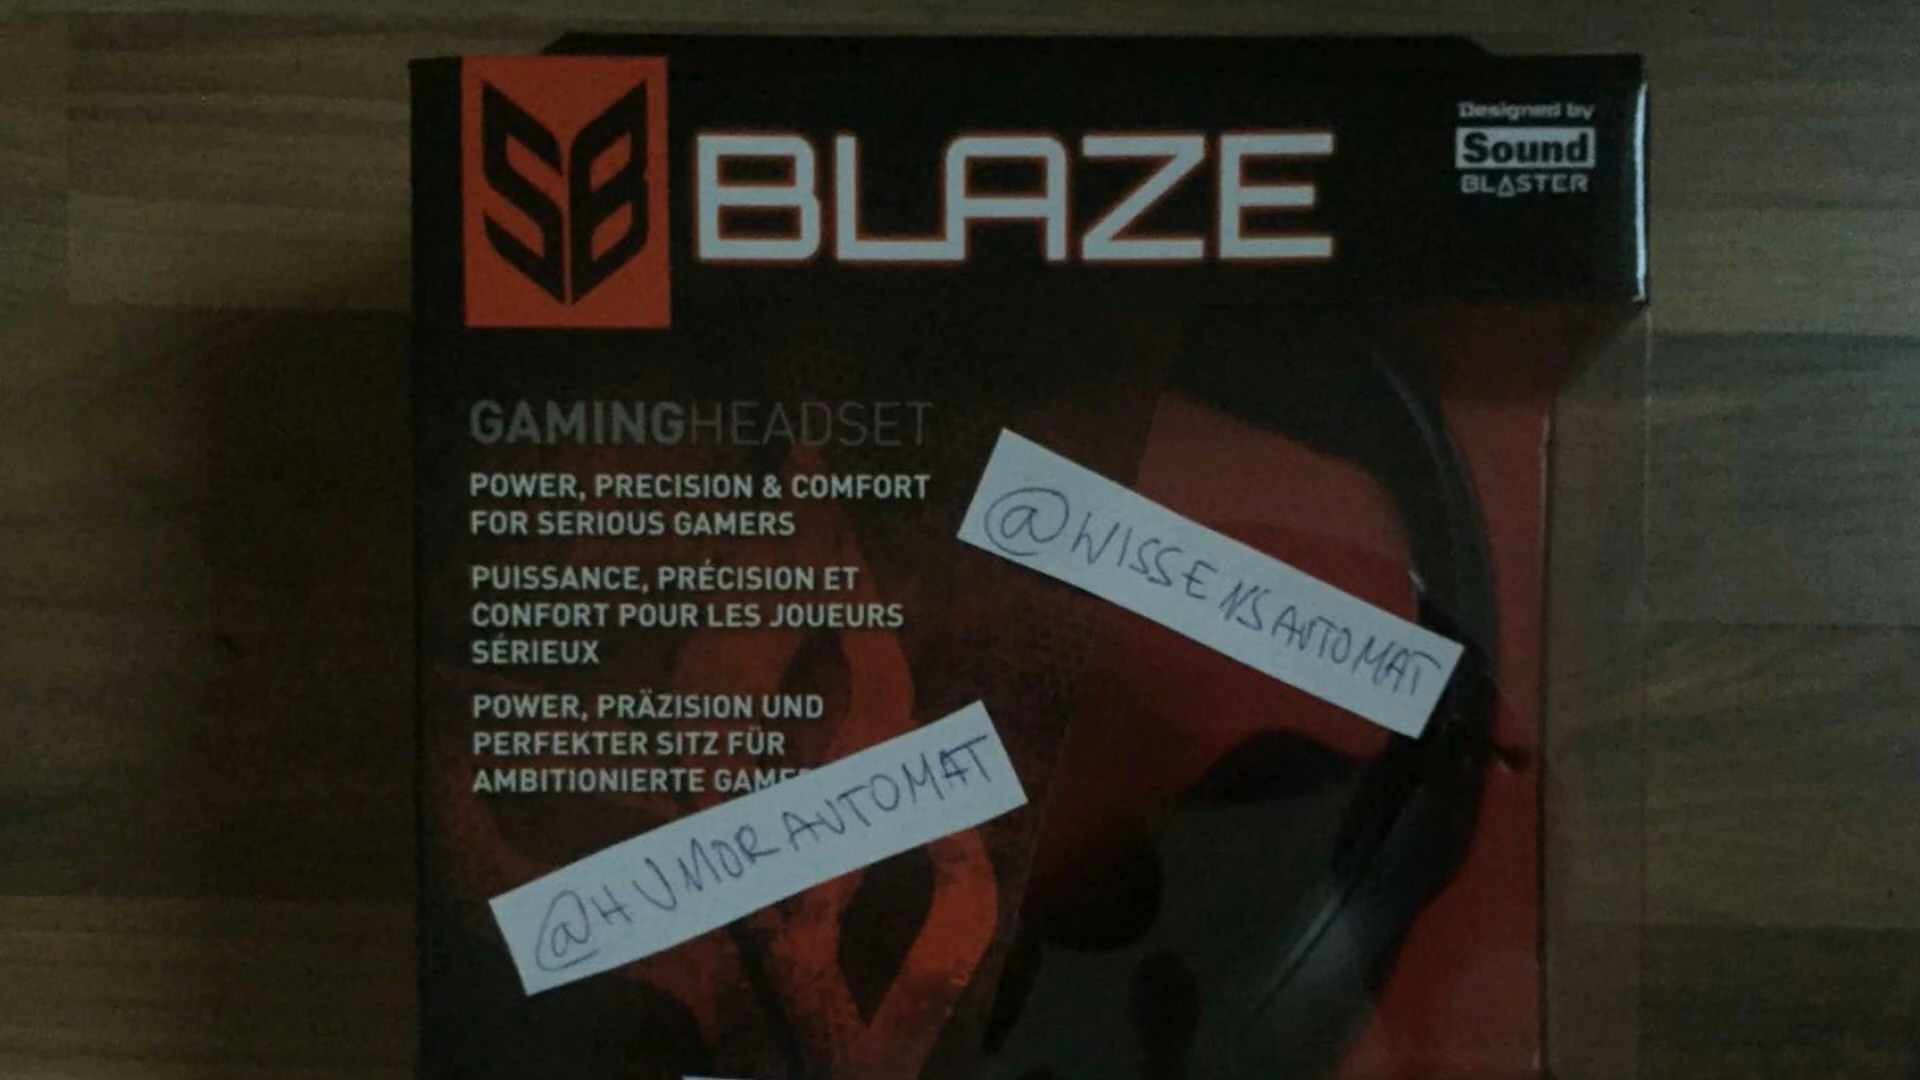 SB BLAZE
Designed by
Sound
BLASTER
GAMINGHEADSET
POWER, PRECISION & COMFORT
FOR SERIOUS GAMERS
PUISSANCE, PRÉCISION ET
CONFORT POUR LES JOUEURS
SÉRIEUX
POWER, PRÄZISION UND
PERFEKTER SITZ FÜR
AMBITIONIERTE
@WISSENSAUTOMAT
@HUMORAUTOMAT